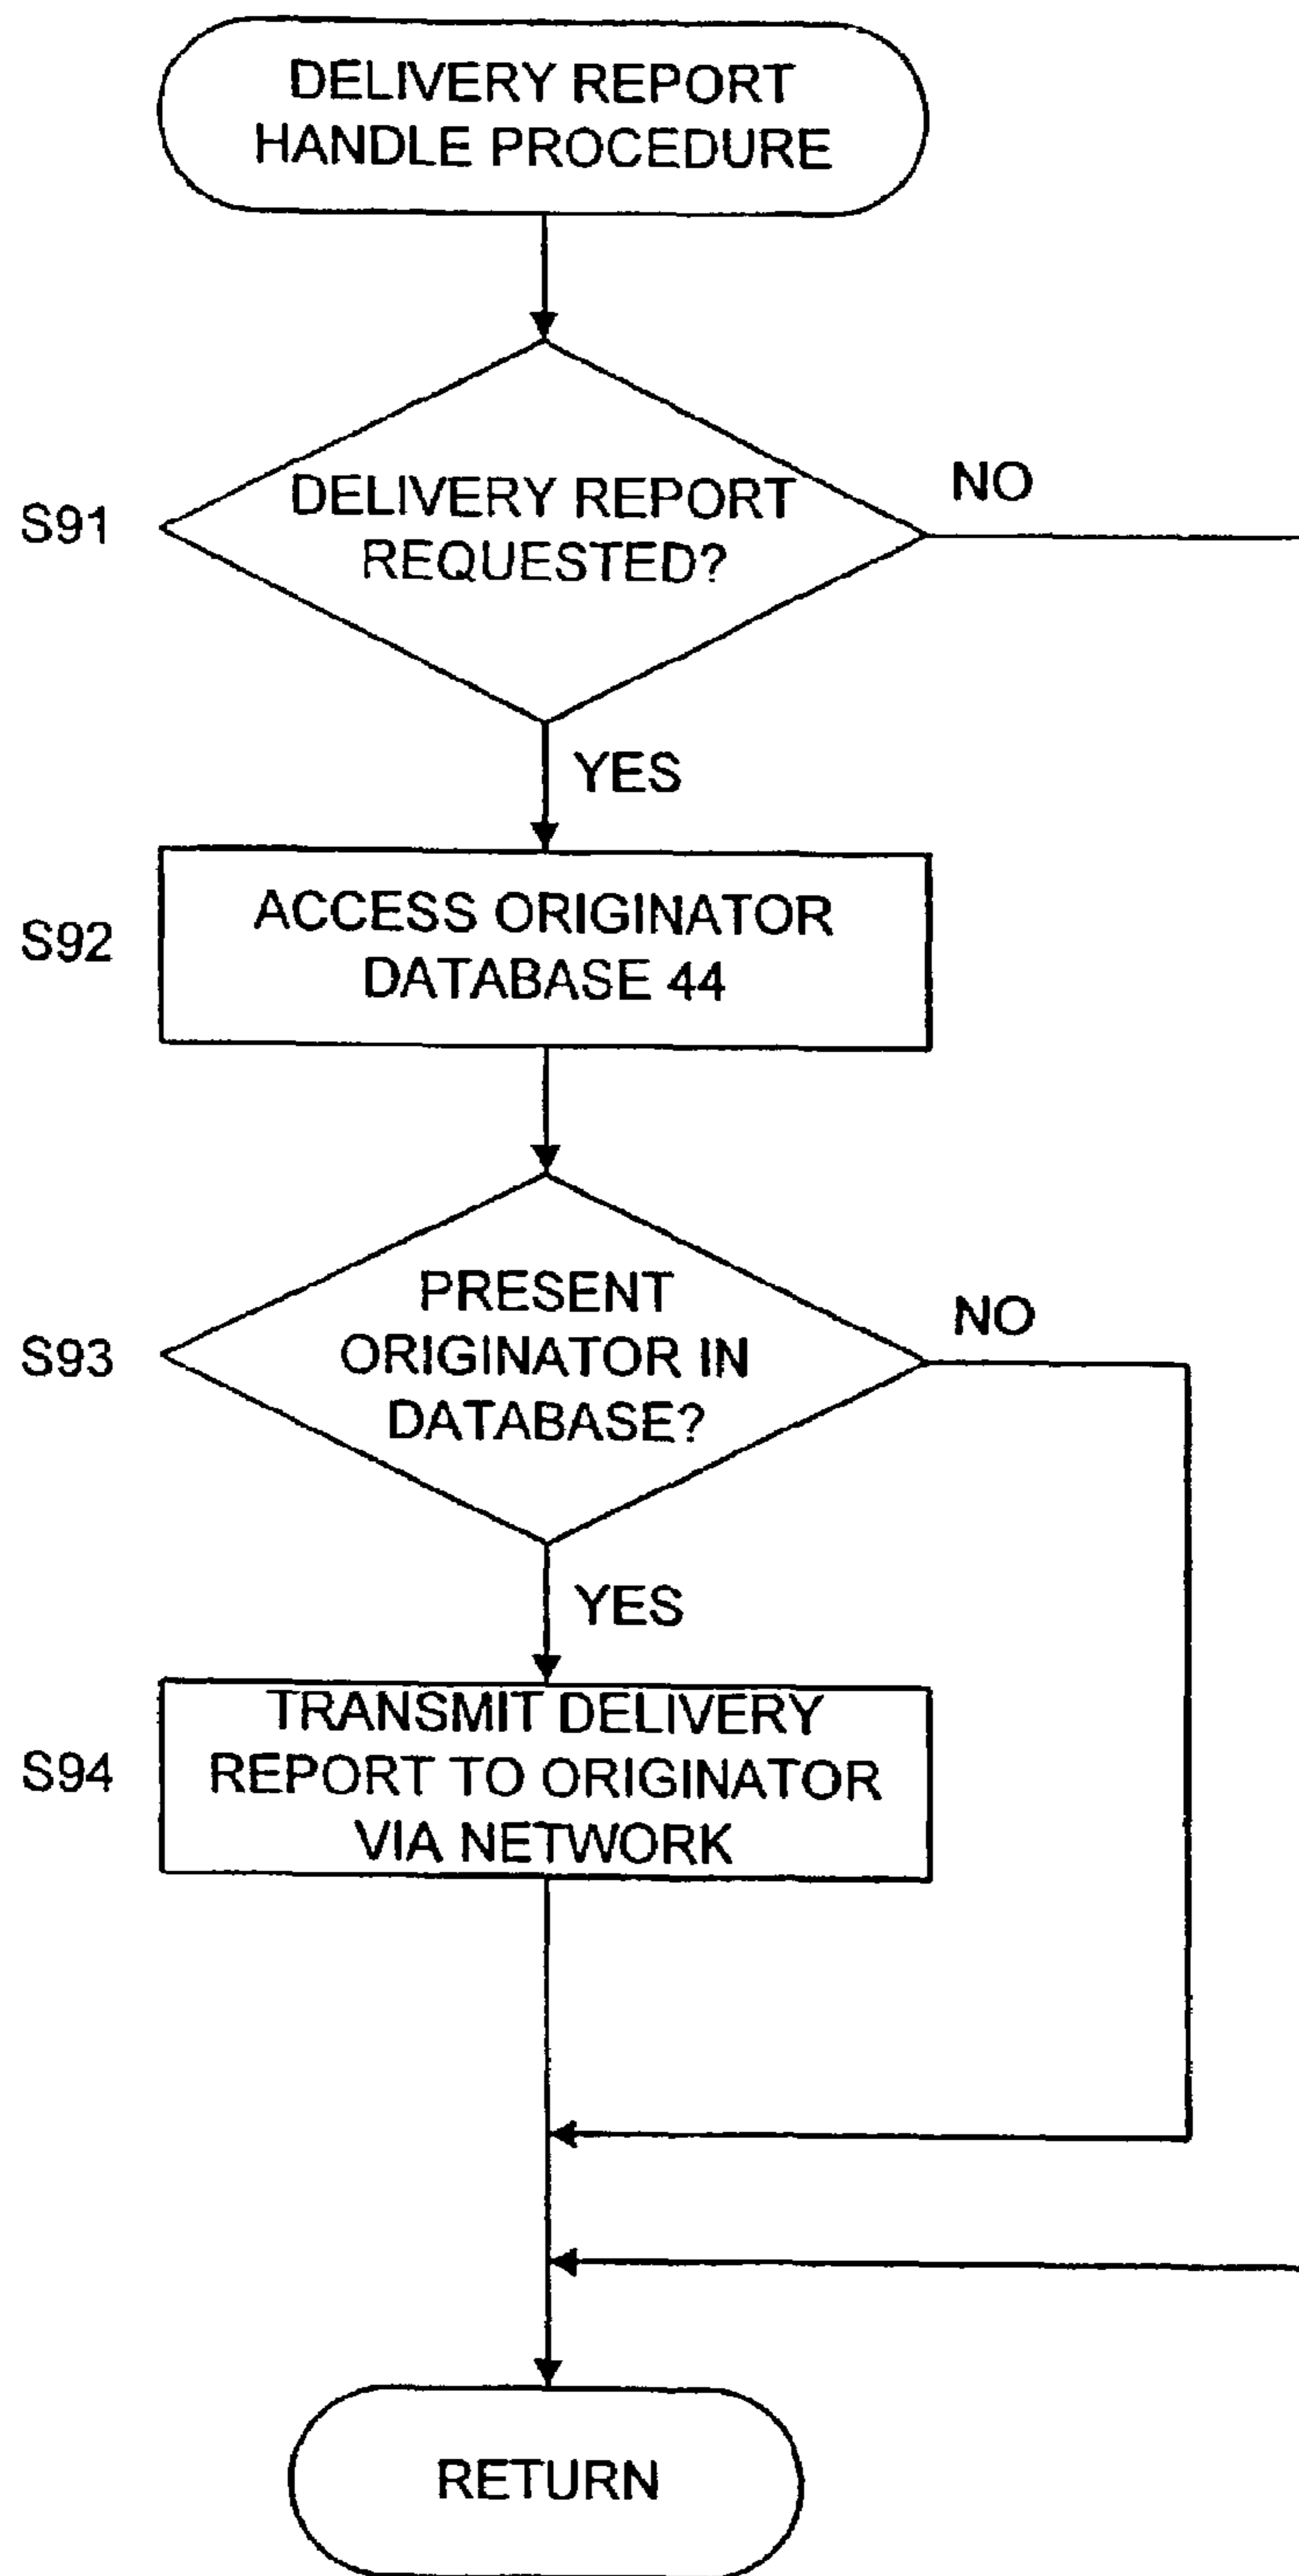 DELIVERY REPORT
HANDLE PROCEDURE
S91
DELIVERY REPORT
REQUESTED?
NO
YES
S92
ACCESS ORIGINATOR
DATABASE 44
S93
PRESENT
ORIGINATOR IN
DATABASE?
NO
YES
S94
TRANSMIT DELIVERY
REPORT TO ORIGINATOR
VIA NETWORK
RETURN